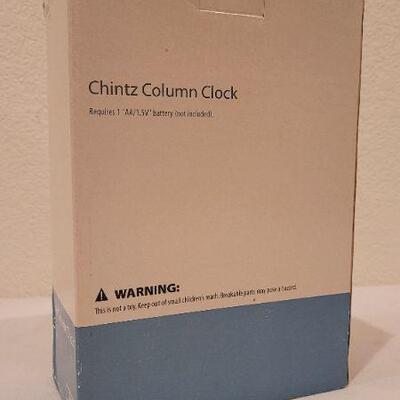 Chintz Column Clock
Requires 1 "AA/1.5V" battery (not included).
WARNING:
This is not a toy. Keep out of small children's reach. Breakable parts may pose a hazard.